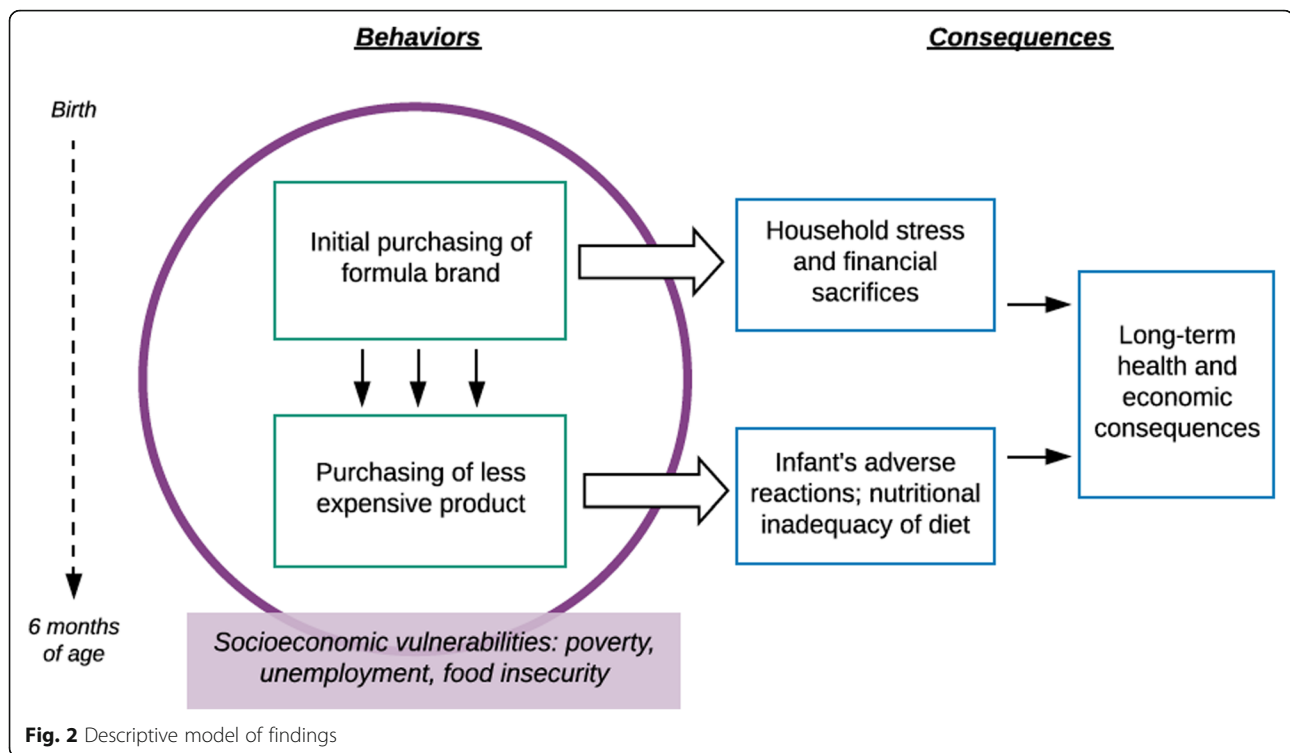 Behaviors
Consequences
Birth
Initial purchasing of
formula brand
Household stress
and financial
sacrifices
Long-term
health and
economic
consequences
Purchasing of less
expensive product
Infant's adverse
reactions; nutritional
inadequacy of diet
6 months
of age
Socioeconomic vulnerabilities: poverty,
unemployment, food insecurity
Fig. 2 Descriptive model of findings